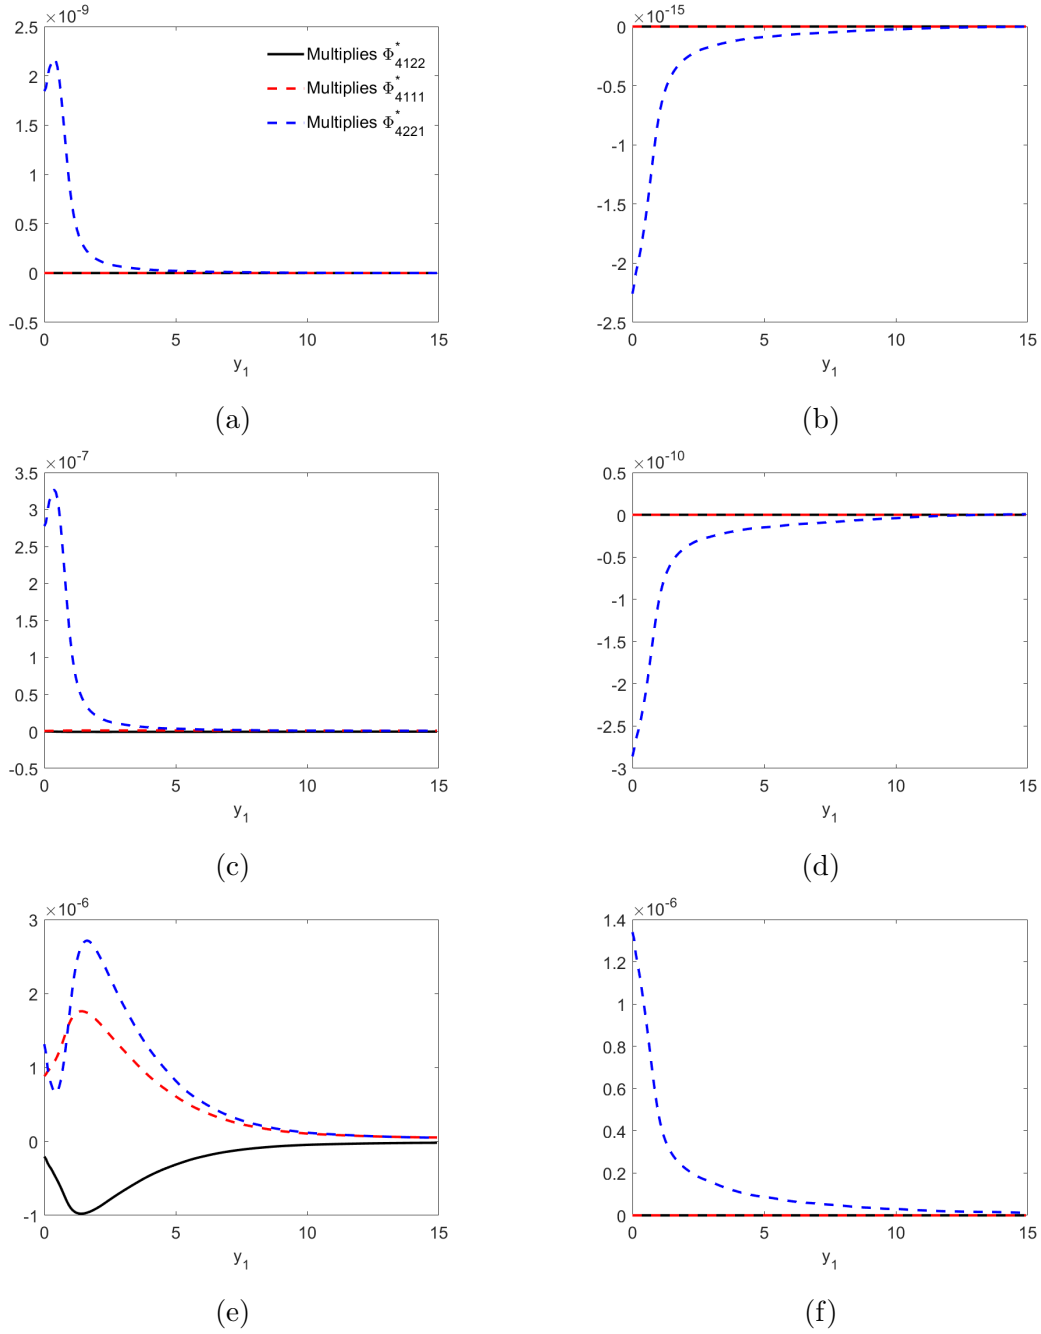 ×10-9
2.5
2
1.5
1
0.5
0
-0.5
0 5 10 15
y1
Multiplies Φ*4122
Multiplies Φ*4111
Multiplies Φ*4221
(a)
×10-15
0
-0.5
-1
-1.5
-2
-2.5
0 5 10 15
y1
(b)
×10-7
3.5
3
2.5
2
1.5
1
0.5
0
-0.5
0 5 10 15
y1
(c)
×10-10
0.5
0
-0.5
-1
-1.5
-2
-2.5
-3
0 5 10 15
y1
(d)
×10-6
3
2
1
0
-1
0 5 10 15
y1
(e)
×10-6
1.4
1.2
1
0.8
0.6
0.4
0.2
0
0 5 10 15
y1
(f)